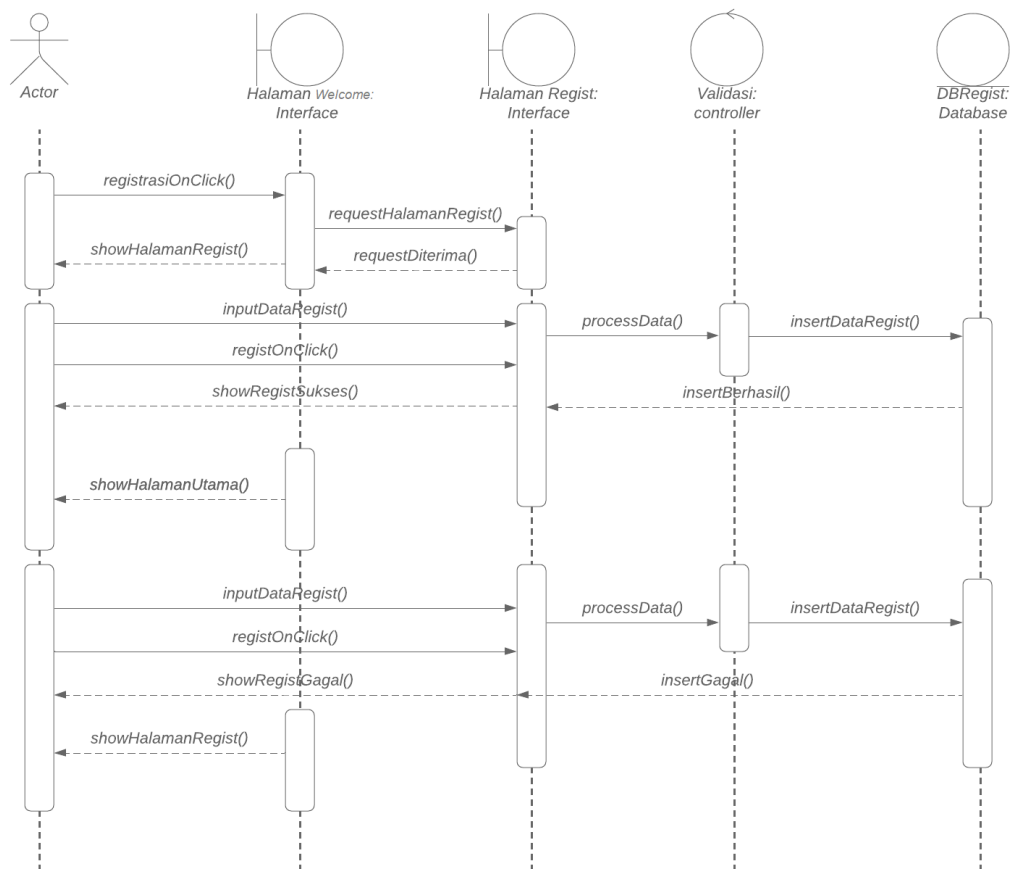 Actor
Halaman Welcome:
Interface
Halaman Regist:
Interface
Validasi:
controller
DBRegist:
Database
registrasiOnClick()
requestHalamanRegist()
showHalamanRegist()
requestDiterima()
inputDataRegist()
processData()
insertDataRegist()
registOnClick()
showRegistSukses()
insertBerhasil()
showHalamanUtama()
inputDataRegist()
processData()
insertDataRegist()
registOnClick()
showRegistGagal()
insertGagal()
showHalamanRegist()